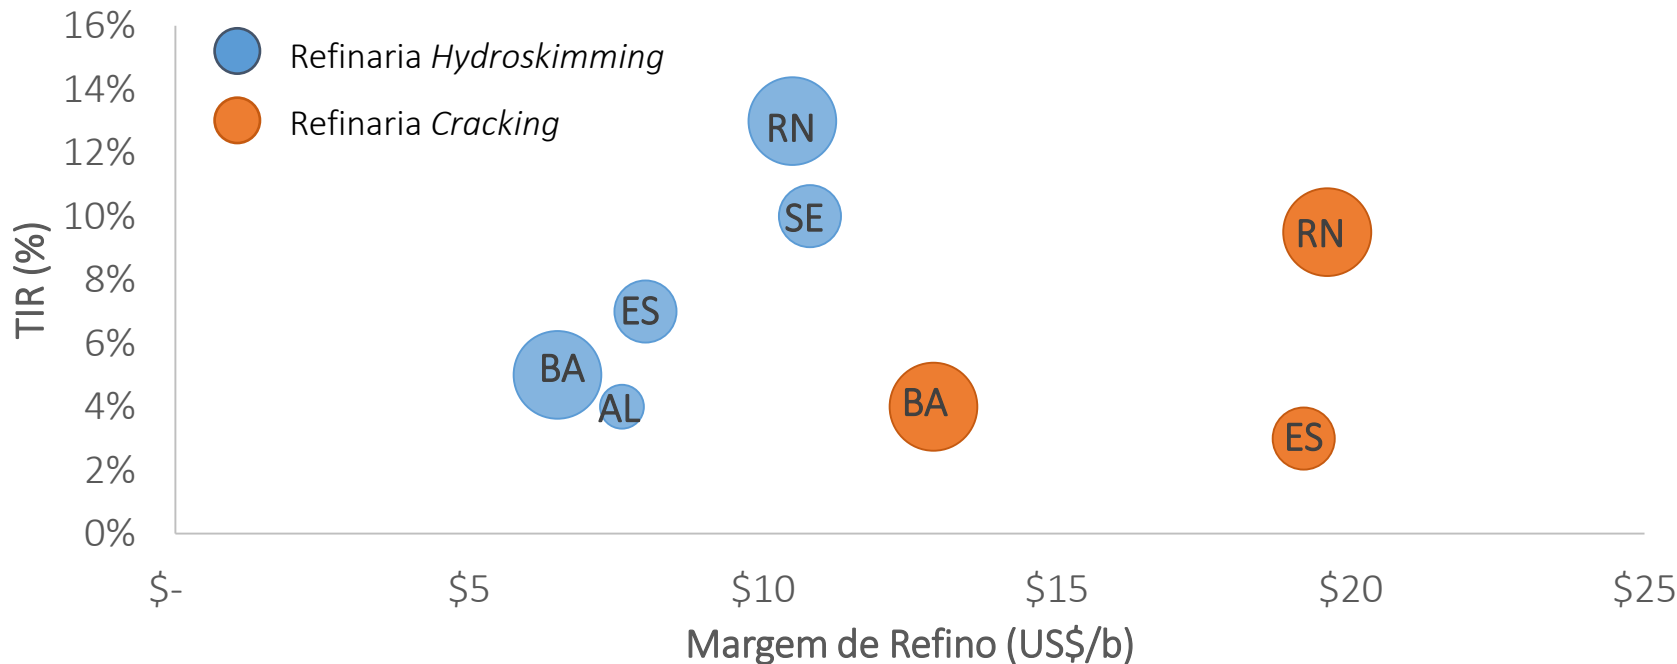 16%
14%
12%
10%
8%
6%
4%
2%
0%
TIR (%)
Refinaria Hydroskimming
Refinaria Cracking
RN
SE
RN
ES
BA
AL
BA
ES
$-
$5
$10
$15
$20
$25
Margem de Refino (US$/b)